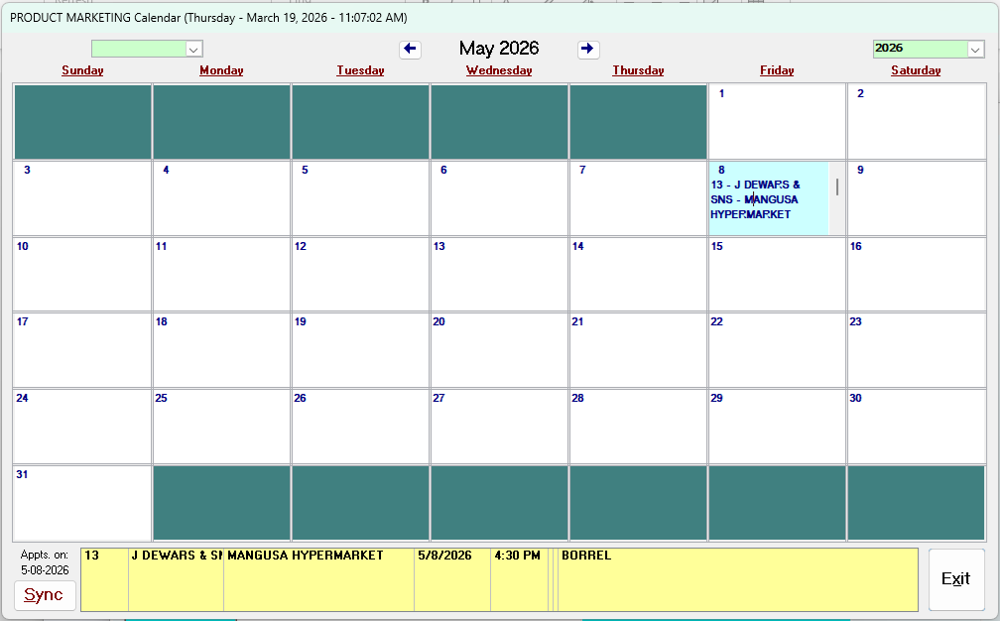 PRODUCT MARKETING Calendar (Thursday - March 19, 2026 - 11:07:02 AM)
May 2026
2026
Sunday Monday Tuesday Wednesday Thursday Friday Saturday
1 2
3 4 5 6 7 8 9
13 - J DEWARS &
SNS - MANGUSA
HYPERMARKET
10 11 12 13 14 15 16
17 18 19 20 21 22 23
24 25 26 27 28 29 30
31
Appts. on:
5-08-2026
13 J DEWARS & SN MANGUSA HYPERMARKET 5/8/2026 4:30 PM BORREL
Sync
Exit